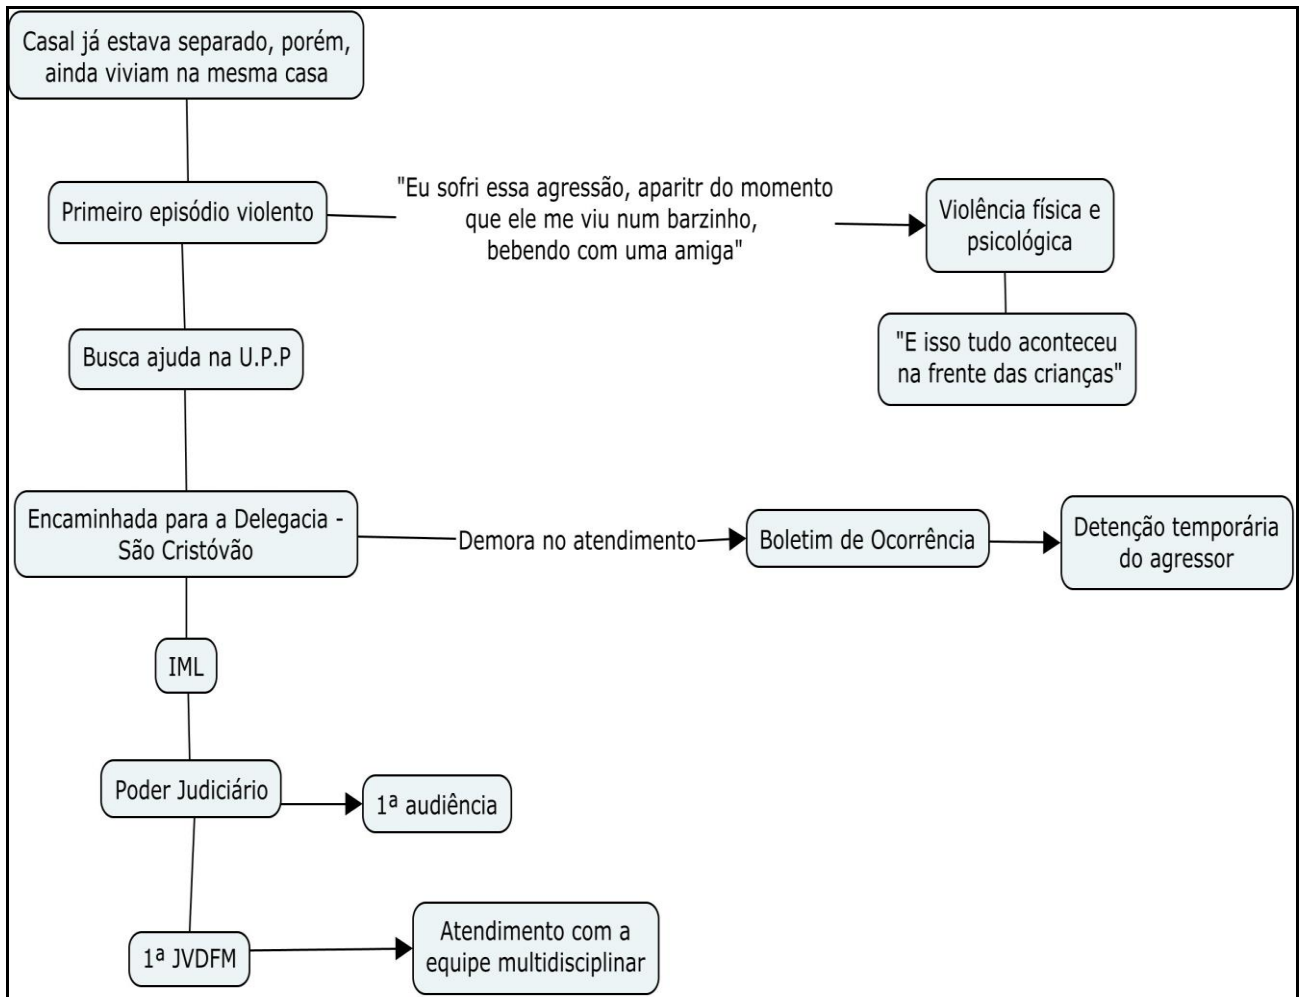 Casal já estava separado, porém,
ainda viviam na mesma casa
Primeiro episódio violento
"Eu sofri essa agressão, aparitr do momento
que ele me viu num barzinho,
bebendo com uma amiga"
Violência física e
psicológica
Busca ajuda na U.P.P
"E isso tudo aconteceu
na frente das crianças"
Encaminhada para a Delegacia -
São Cristóvão
Demora no atendimento
Boletim de Ocorrência
Detenção temporária
do agressor
IML
Poder Judiciário
1ª audiência
1ª JVDFM
Atendimento com a
equipe multidisciplinar